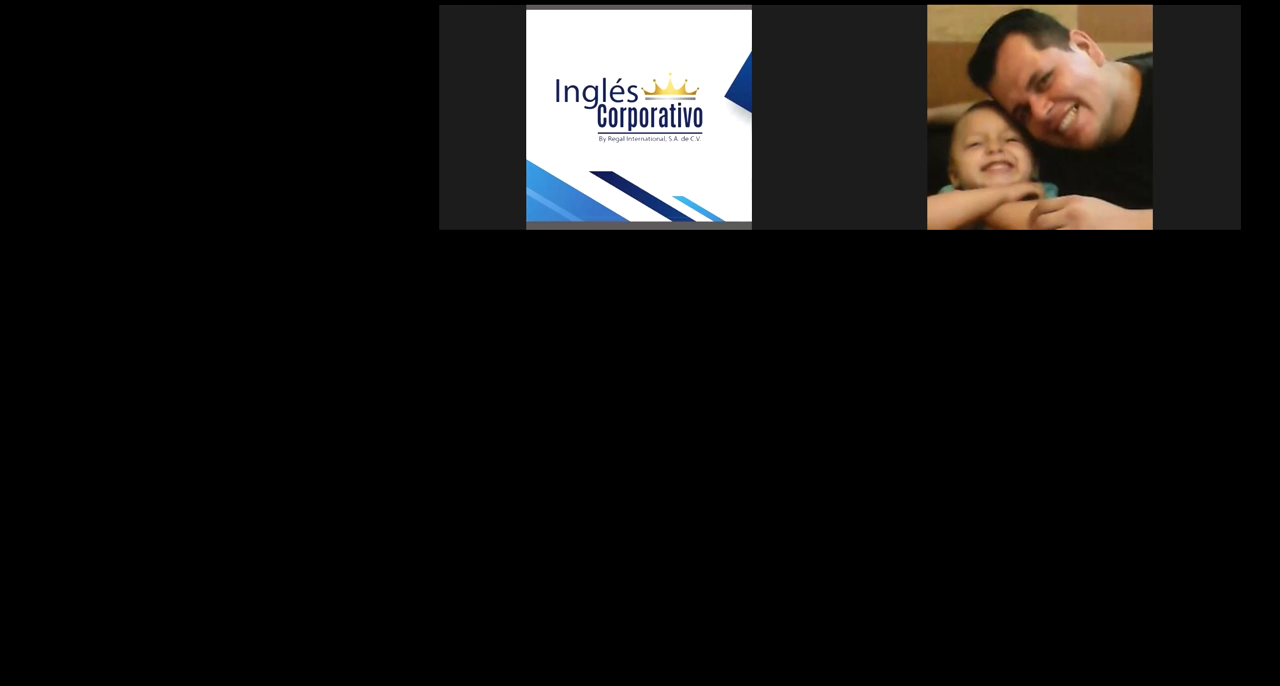 Inglés
Corporativo
By Regal International, S.A. de C.V.